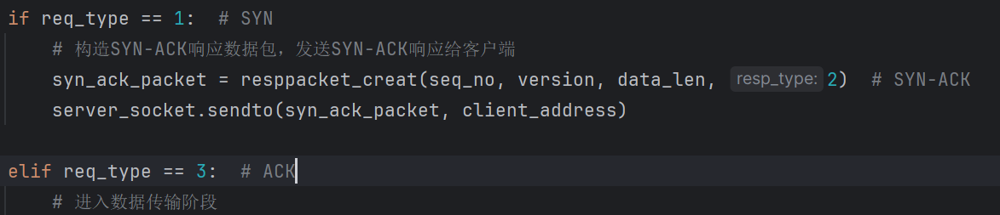 if req_type == 1:  # SYN
    # 构造SYN-ACK响应数据包，发送SYN-ACK响应给客户端
    syn_ack_packet = resppacket_creat(seq_no, version, data_len, resp_type: 2)  # SYN-ACK
    server_socket.sendto(syn_ack_packet, client_address)
elif req_type == 3:  # ACK
    # 进入数据传输阶段